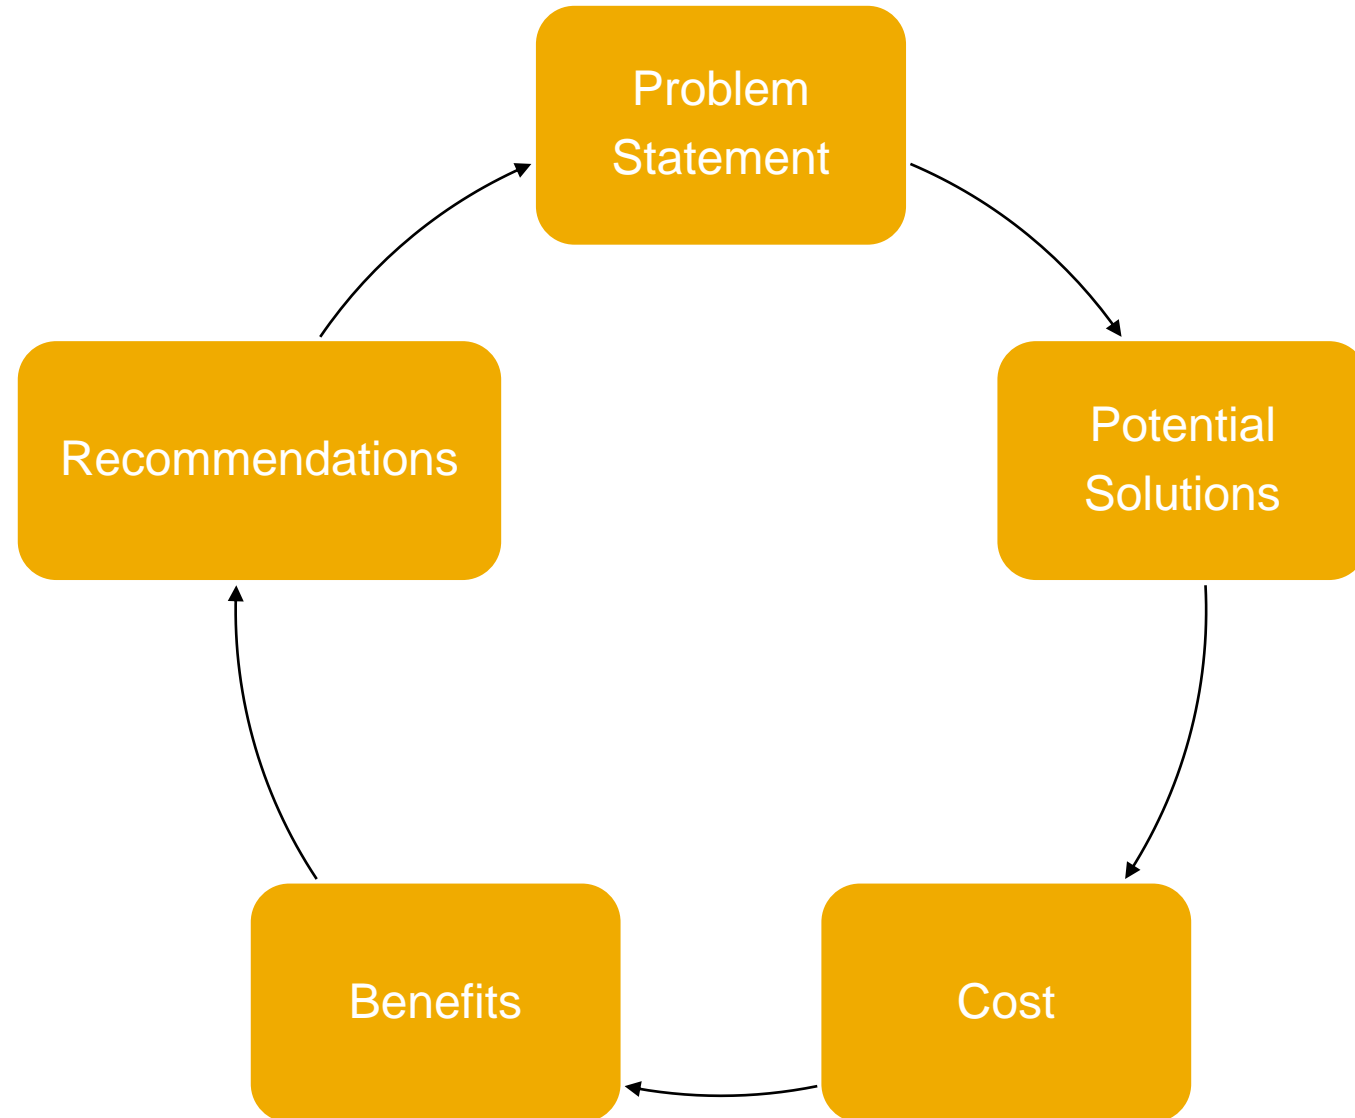 Problem
Statement
Potential
Solutions
Cost
Benefits
Recommendations